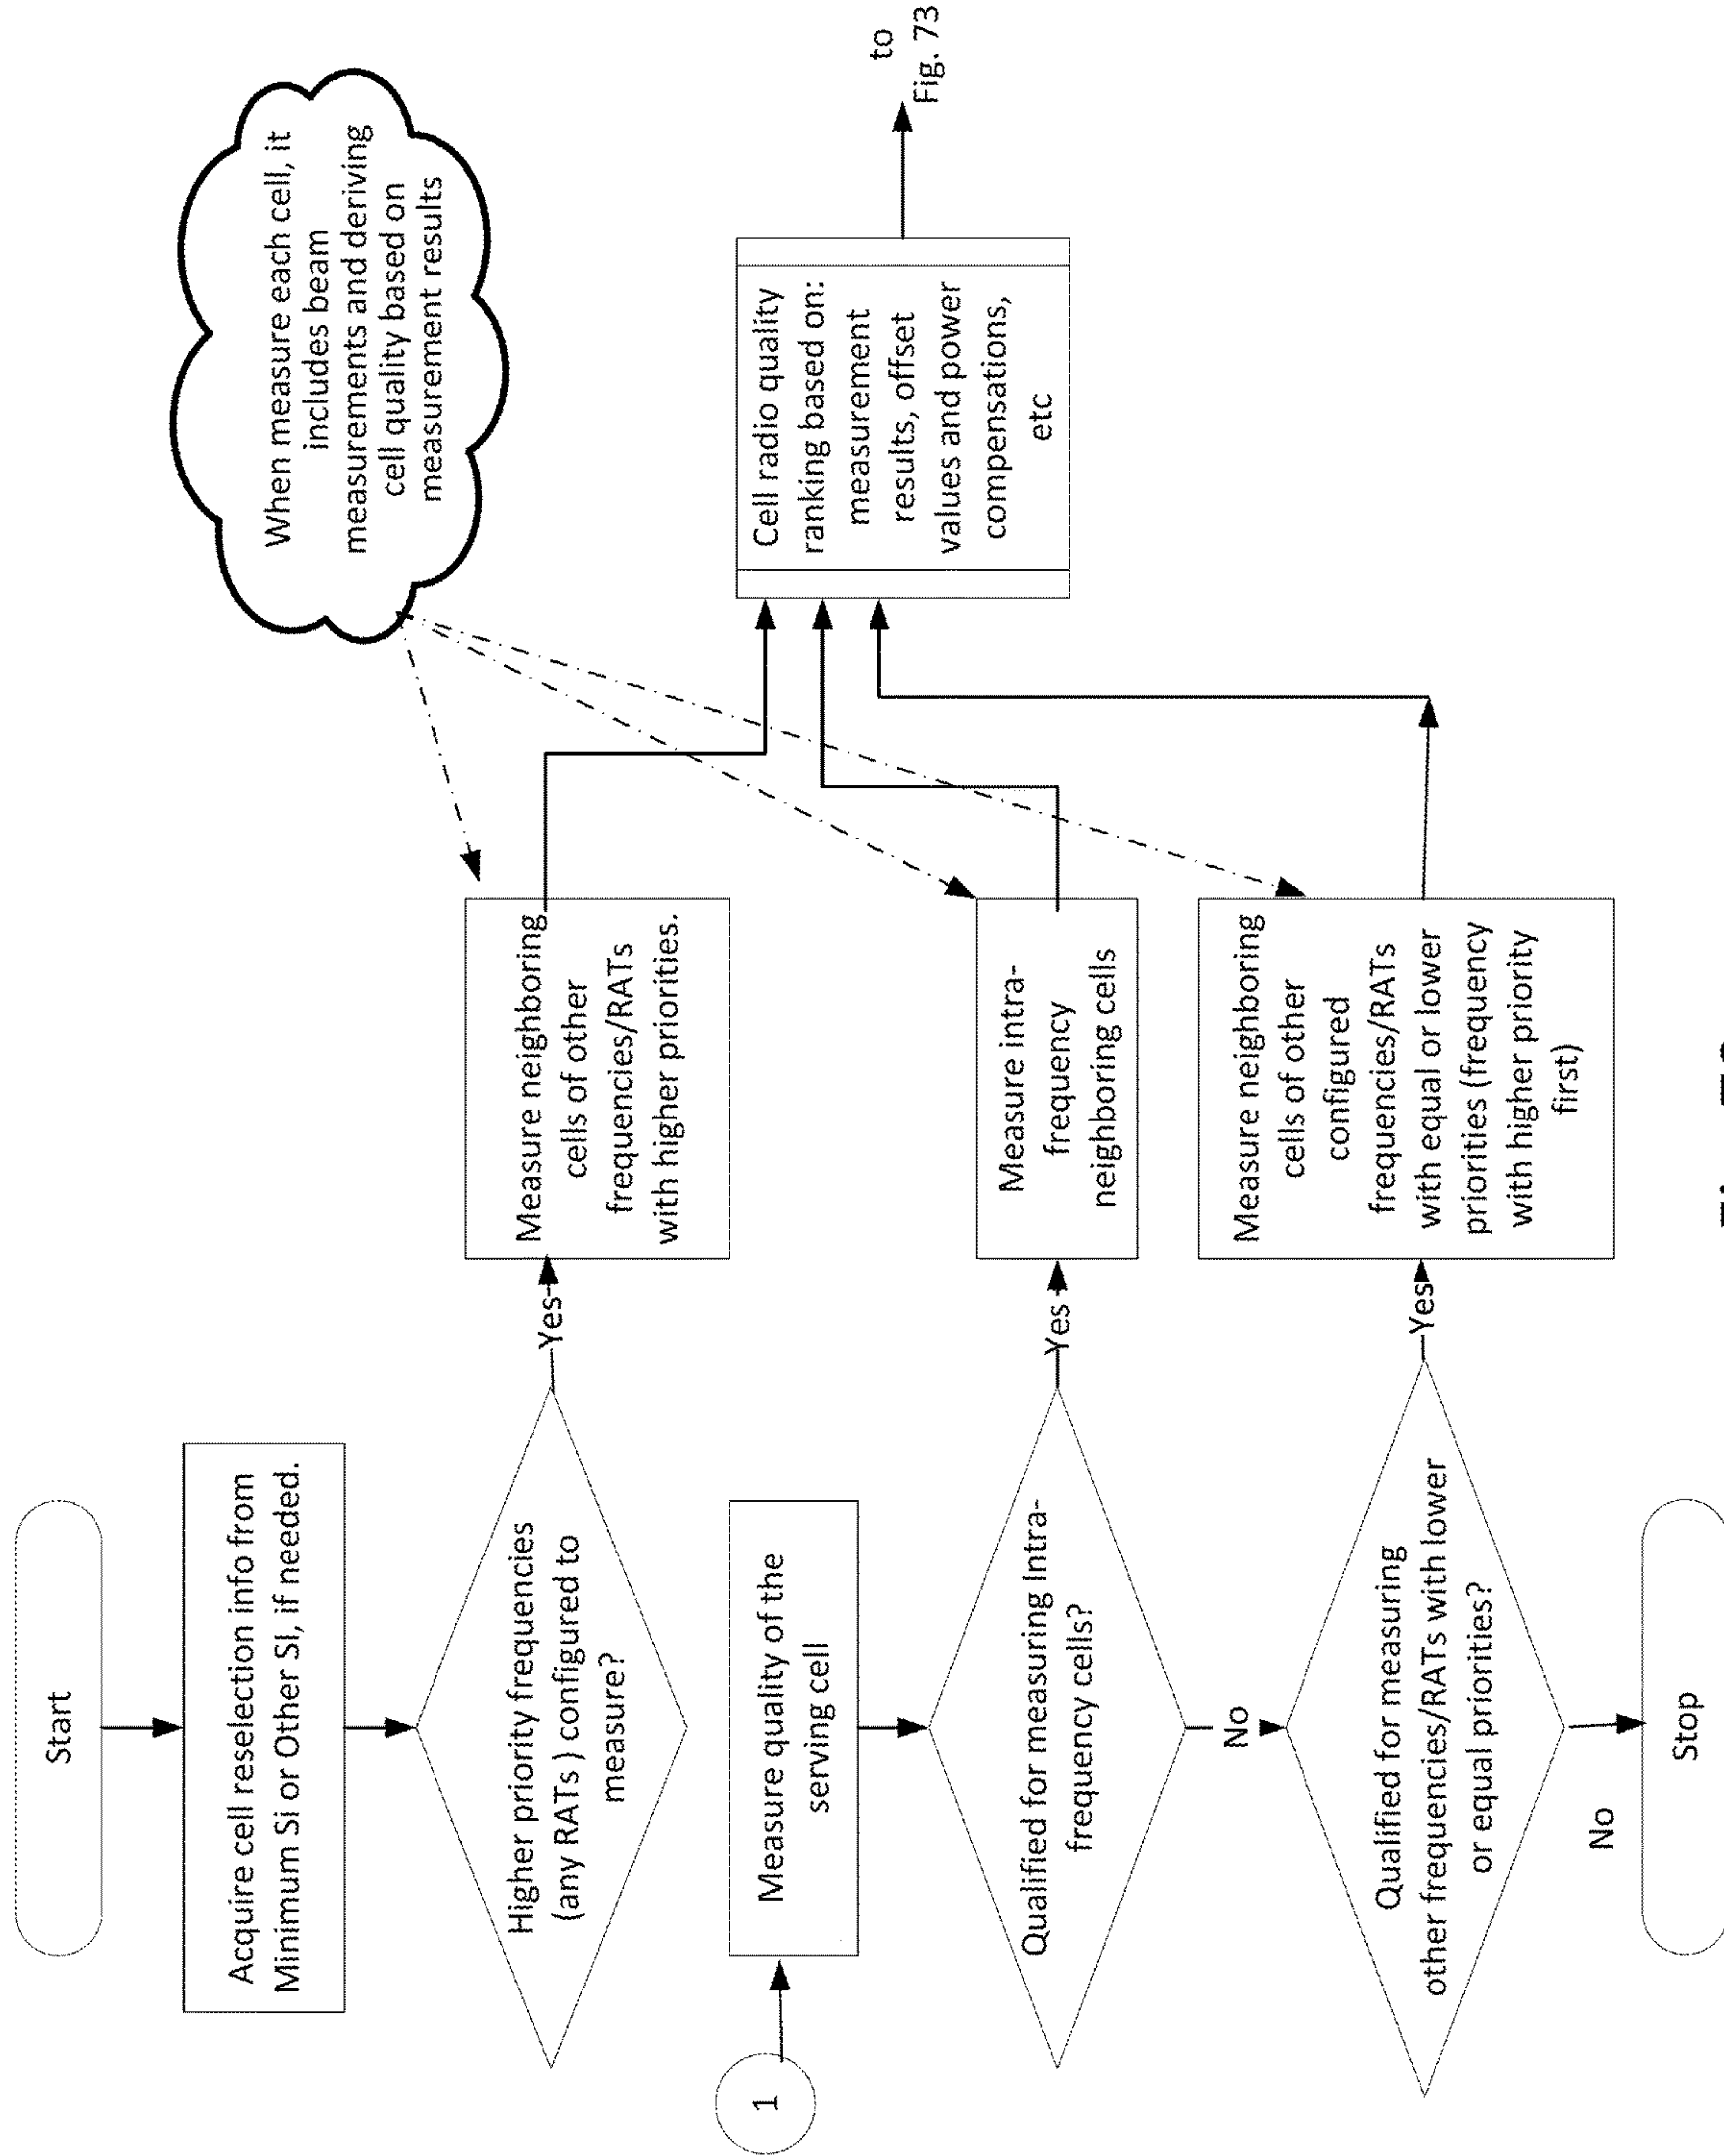 Start
Acquire cell reselection info from
Minimum Si or Other SI, if needed.
Higher priority frequencies
(any RATs ) configured to
measure?
Yes
Measure neighboring
cells of other
frequencies/RATs
with higher priorities.
When measure each cell, it
includes beam
measurements and deriving
cell quality based on
measurement results
1
Measure quality of the
serving cell
Qualified for measuring Intra-
frequency cells?
Yes
Measure intra-
frequency
neighboring cells
Cell radio quality
ranking based on:
measurement
results, offset
values and power
compensations,
etc
to
Fig. 73
No
Qualified for measuring
other frequencies/RATs with lower
or equal priorities?
Yes
Measure neighboring
cells of other
configured
frequencies/RATs
with equal or lower
priorities (frequency
with higher priority
first)
No
Stop